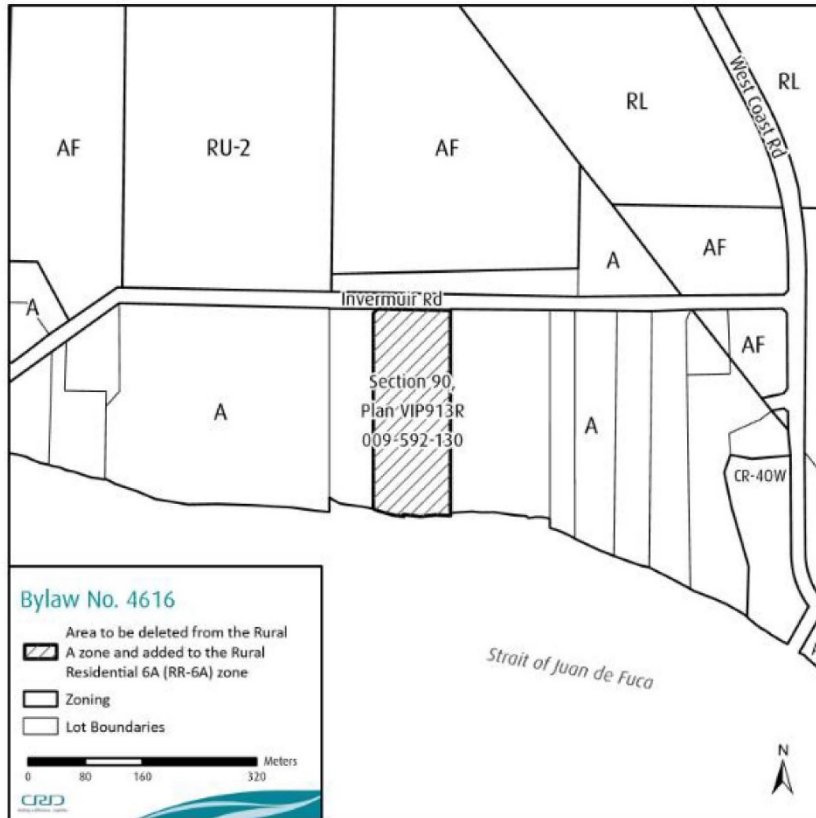 RL
RL
West Coast Rd
AF
RU-2
AF
A
AF
A
Invermuir Rd
AF
Section 90,
Plan VIP913R
009-592-130
A
A
CR-40W
Bylaw No. 4616
Area to be deleted from the Rural
A zone and added to the Rural
Residential 6A (RR-6A) zone
Zoning
Lot Boundaries
Meters
0 80 160 320
CRD
Strait of Juan de Fuca
N